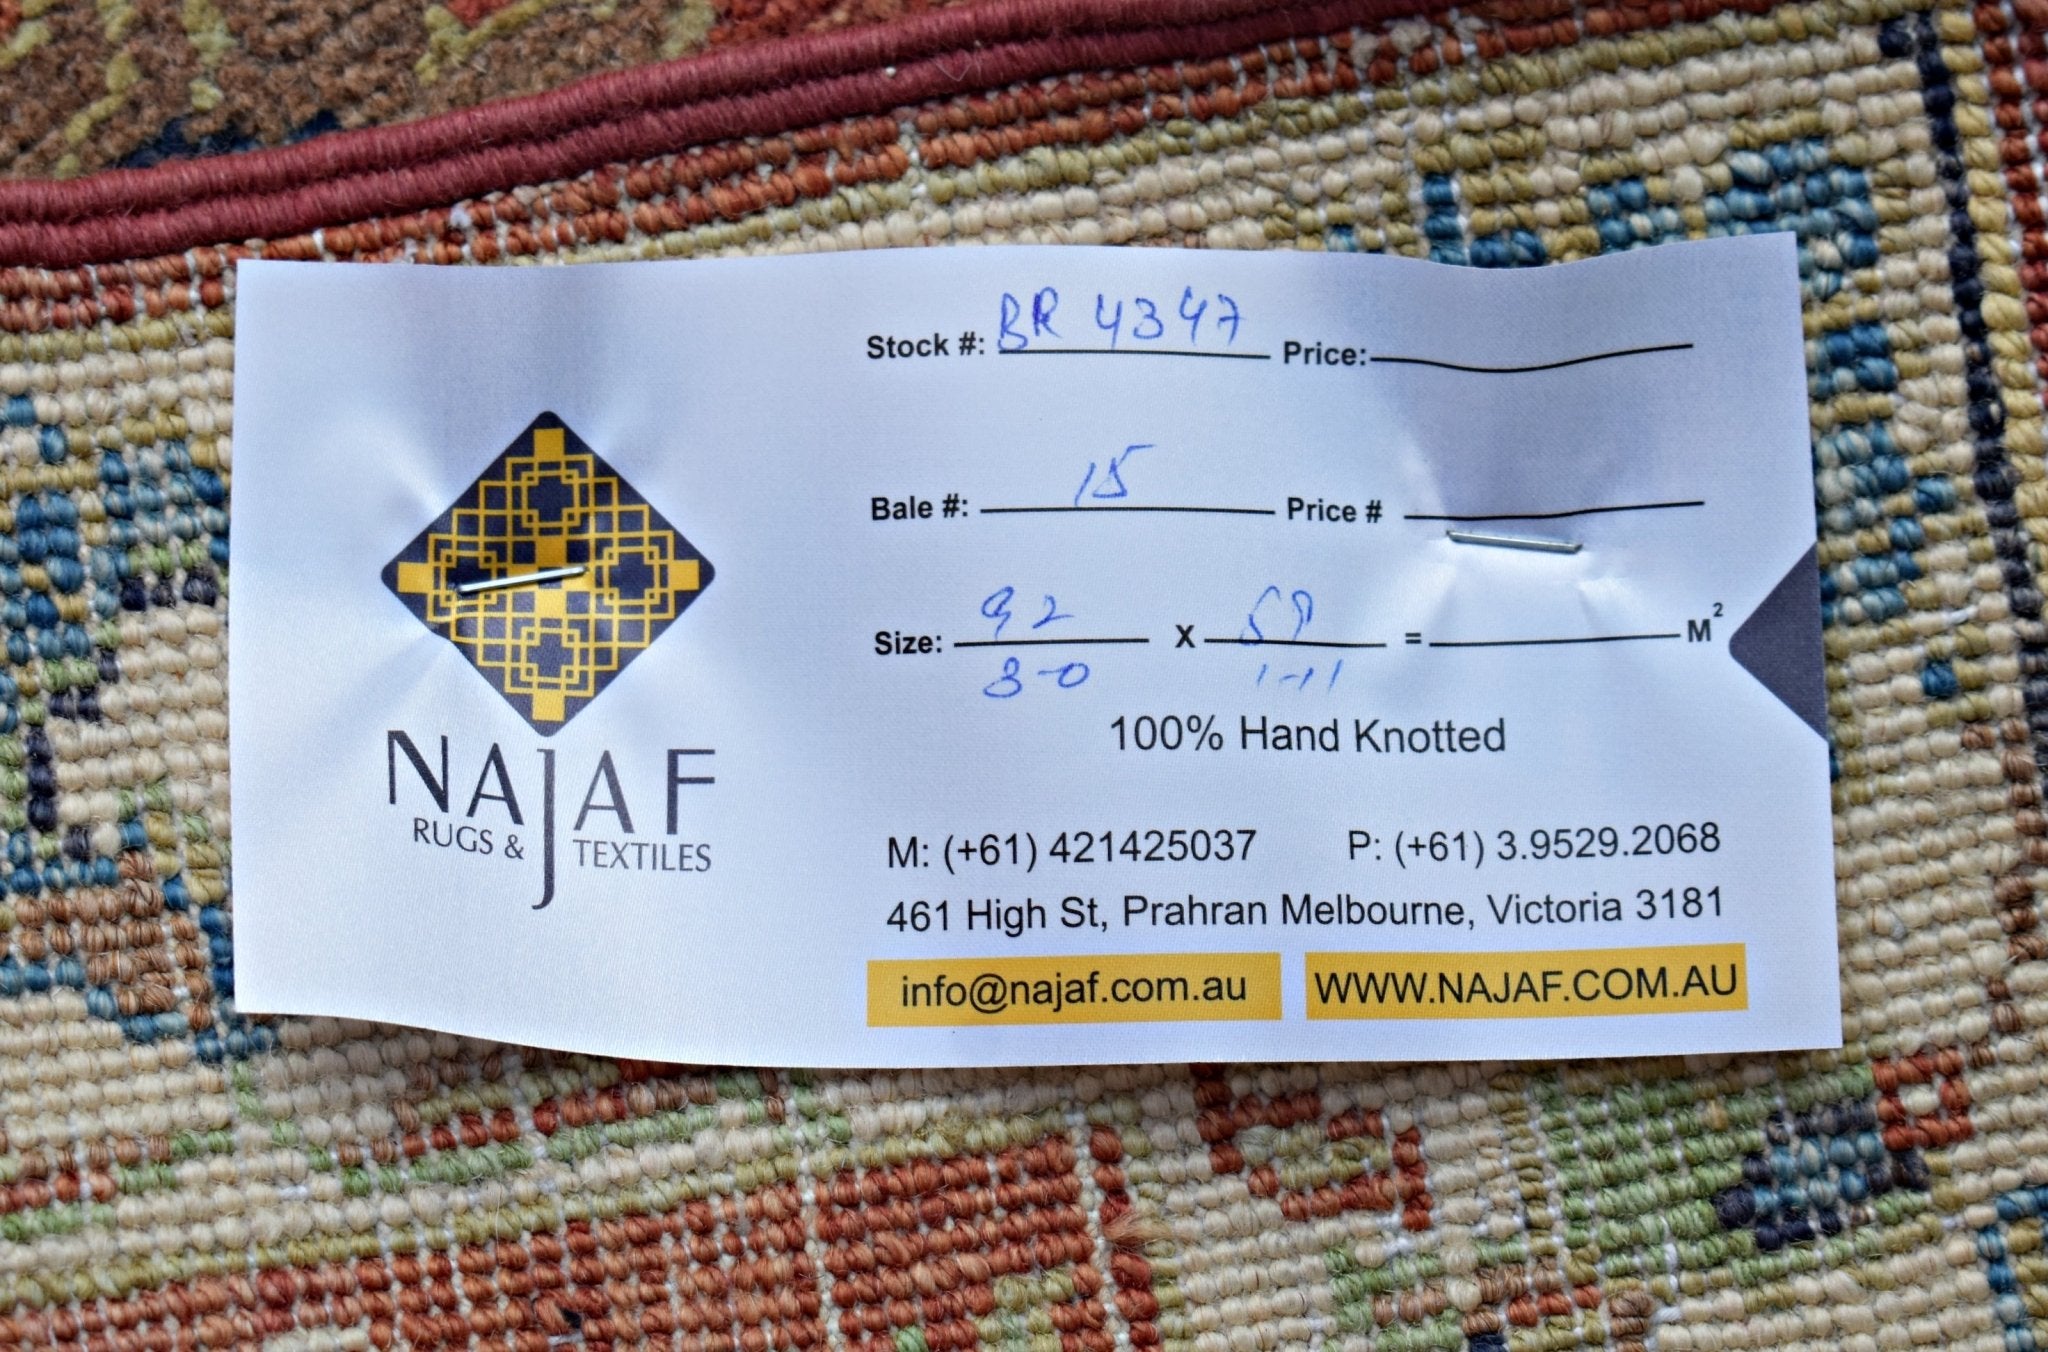 NAJAF
RUGS & TEXTILES
Stock #: BR 4347 Price:
Bale #: 15 Price #
Size: 92 X 59 = M²
3-0 1-11
100% Hand Knotted
M: (+61) 421425037 P: (+61) 3.9529.2068
461 High St, Prahran Melbourne, Victoria 3181
info@najaf.com.au WWW.NAJAF.COM.AU